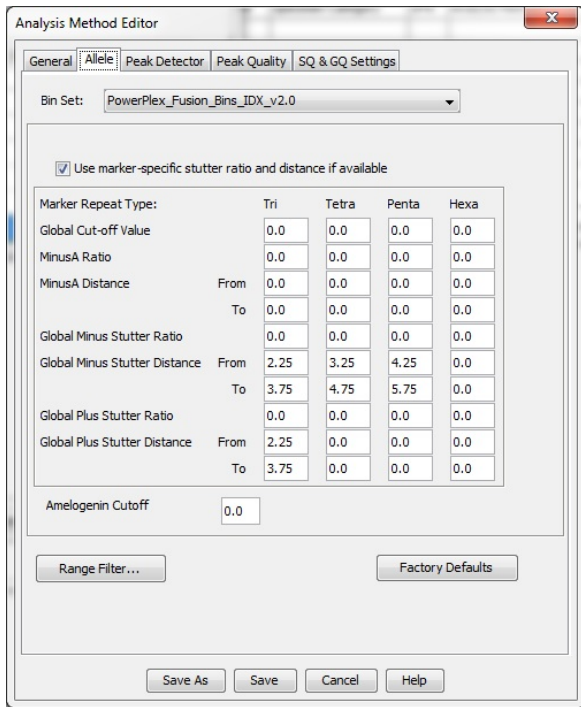 Analysis Method Editor
x
General Allele Peak Detector Peak Quality SQ & GQ Settings
Bin Set: PowerPlex_Fusion_Bins_IDX_v2.0
Use marker-specific stutter ratio and distance if available
Marker Repeat Type: Tri Tetra Penta Hexa
Global Cut-off Value 0.0 0.0 0.0 0.0
MinusA Ratio 0.0 0.0 0.0 0.0
MinusA Distance From 0.0 0.0 0.0 0.0
To 0.0 0.0 0.0 0.0
Global Minus Stutter Ratio 0.0 0.0 0.0 0.0
Global Minus Stutter Distance From 2.25 3.25 4.25 0.0
To 3.75 4.75 5.75 0.0
Global Plus Stutter Ratio 0.0 0.0 0.0 0.0
Global Plus Stutter Distance From 2.25 0.0 0.0 0.0
To 3.75 0.0 0.0 0.0
Amelogenin Cutoff 0.0
Range Filter... Factory Defaults
Save As Save Cancel Help